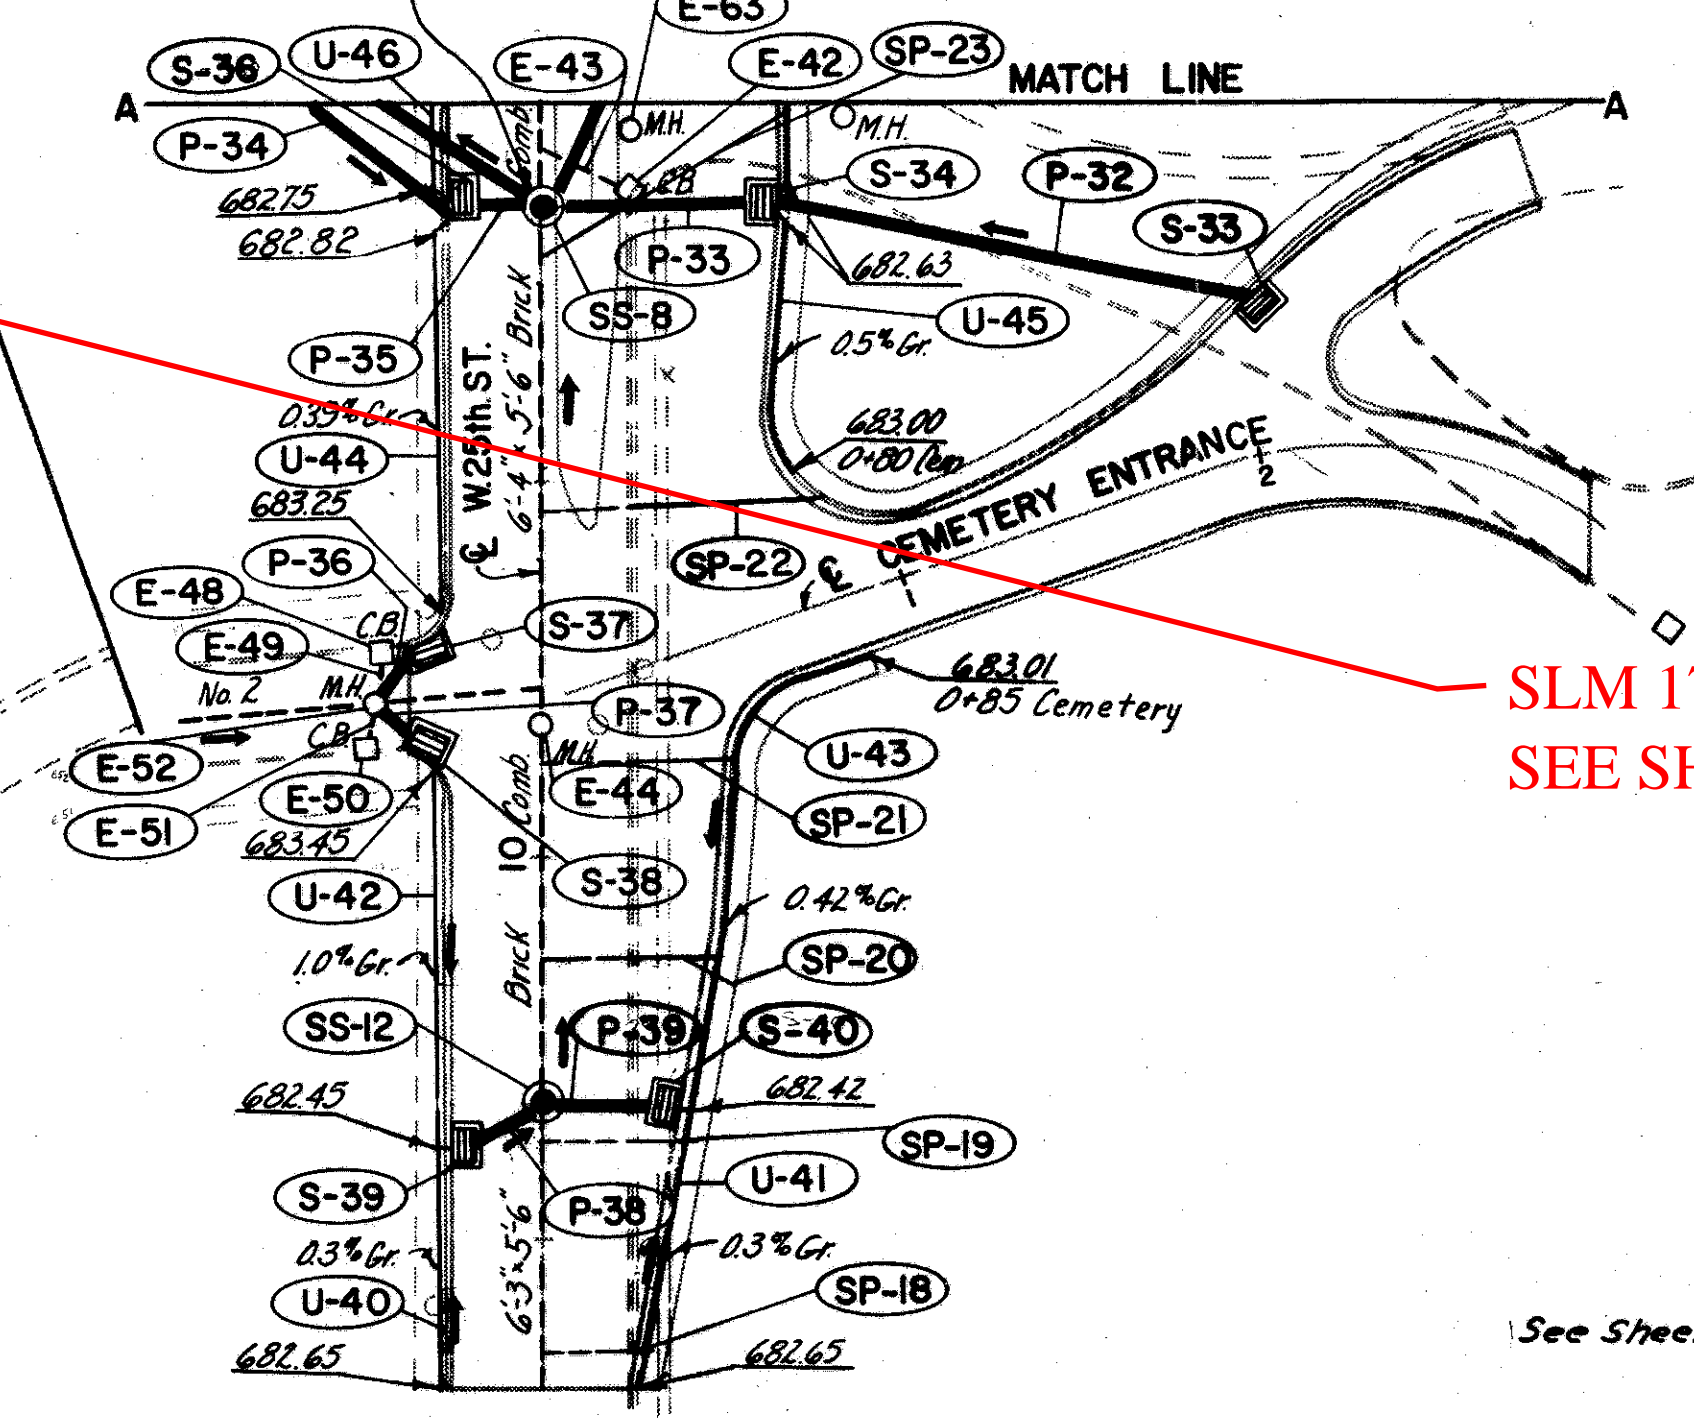 E-63
S-36
U-46
E-43
E-42
SP-23
MATCH LINE
A
A
P-34
Comb.
M.H.
M.H.
C.B.
S-34
P-32
682.75
682.82
S-33
P-33
682.63
SS-8
U-45
P-35
0.5% Gr.
W.25th. ST.
6'-4" x 5'-6" Brick
0.39% Gr.
U-44
683.00
0+80 Cem
CEMETERY ENTRANCE
2
683.25
P-36
SP-22
E-48
C.B.
S-37
E-49
No. 2
M.H.
683.01
0+85 Cemetery
SLM
SEE
P-37
C.B.
M.H.
U-43
E-52
E-50
E-44
E-51
SP-21
683.45
10
Comb.
S-38
U-42
0.42% Gr.
SP-20
1.0% Gr.
Brick
SS-12
P-39
S-40
682.45
682.42
SP-19
S-39
U-41
P-38
6'-3" x 5'-6"
0.3% Gr.
0.3% Gr.
U-40
SP-18
See
682.65
682.65